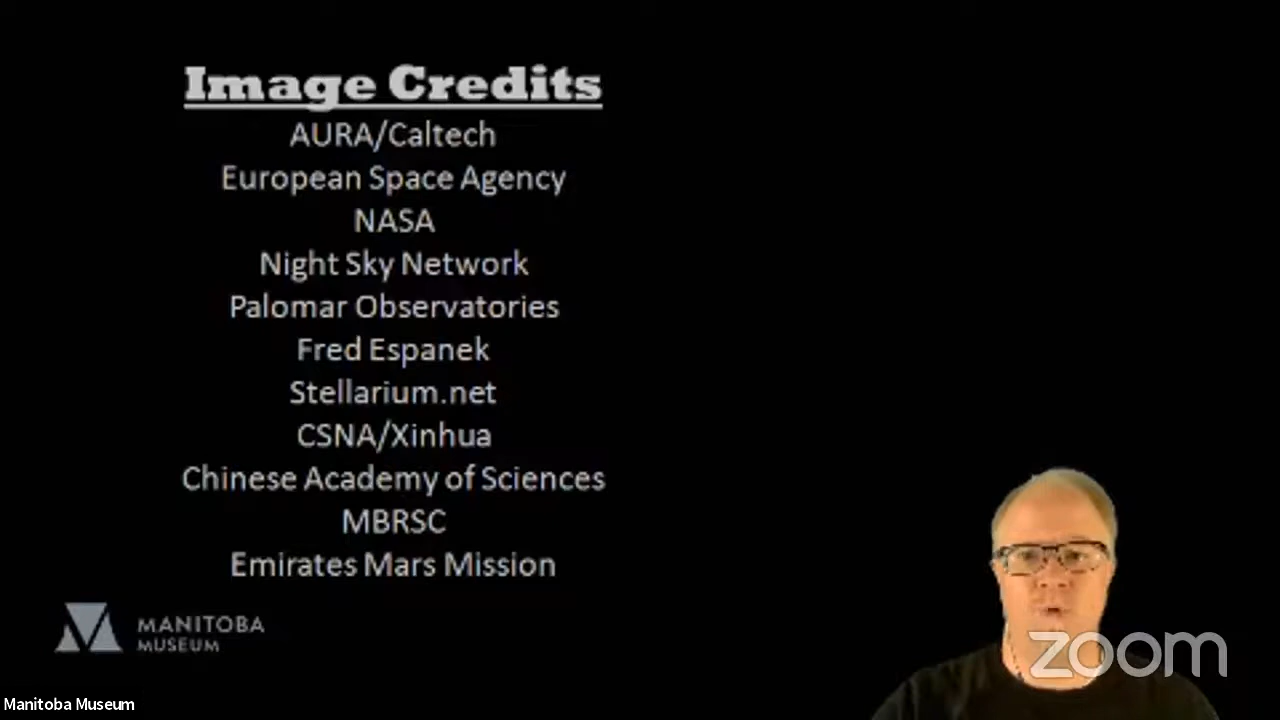 Image Credits
AURA/Caltech
European Space Agency
NASA
Night Sky Network
Palomar Observatories
Fred Espanek
Stellarium.net
CSNA/Xinhua
Chinese Academy of Sciences
MBRSC
Emirates Mars Mission
MANITOBA
MUSEUM
zoom
Manitoba Museum